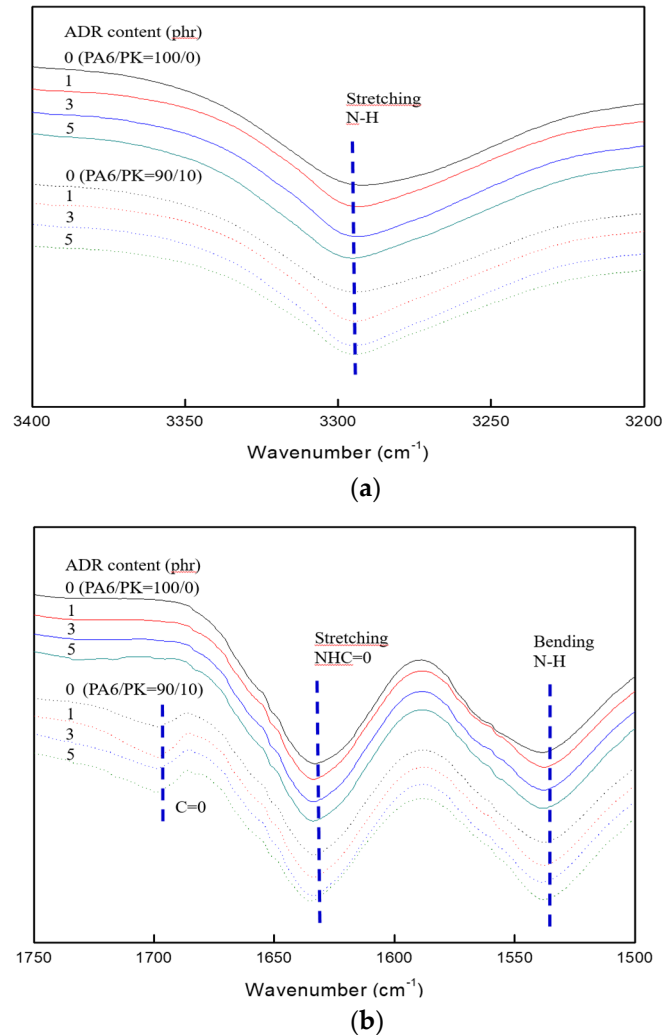 ADR content (phr)
0 (PA6/PK=100/0)
1
3
5
0 (PA6/PK=90/10)
1
3
5
Stretching
N-H
3400 3350 3300 3250 3200
Wavenumber (cm-1)
(a)
ADR content (phr)
0 (PA6/PK=100/0)
1
3
5
0 (PA6/PK=90/10)
1
3
5
C=0
Stretching
NHC=0
Bending
N-H
1750 1700 1650 1600 1550 1500
Wavenumber (cm-1)
(b)